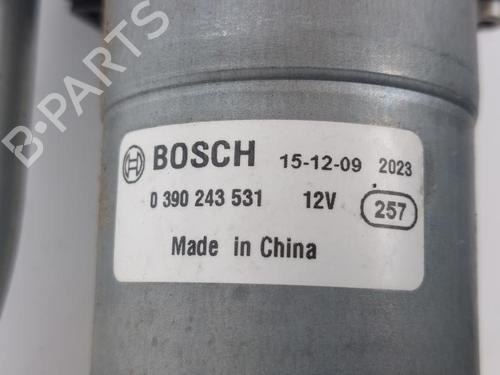 B-PARTS
BOSCH 15-12-09 2023
0 390 243 531 12V 257
Made in China